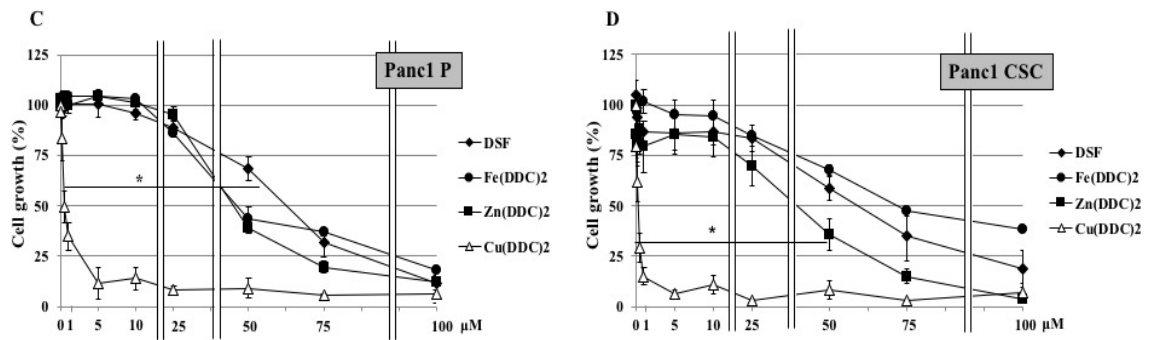 C
125
100
75
50
25
0
Cell growth (%)
Panc1 P
*
DSF
Fe(DDC)2
Zn(DDC)2
Cu(DDC)2
0 1 5 10 25 50 75 100 µM
D
125
100
75
50
25
0
Cell growth (%)
Panc1 CSC
*
DSF
Fe(DDC)2
Zn(DDC)2
Cu(DDC)2
0 1 5 10 25 50 75 100 µM